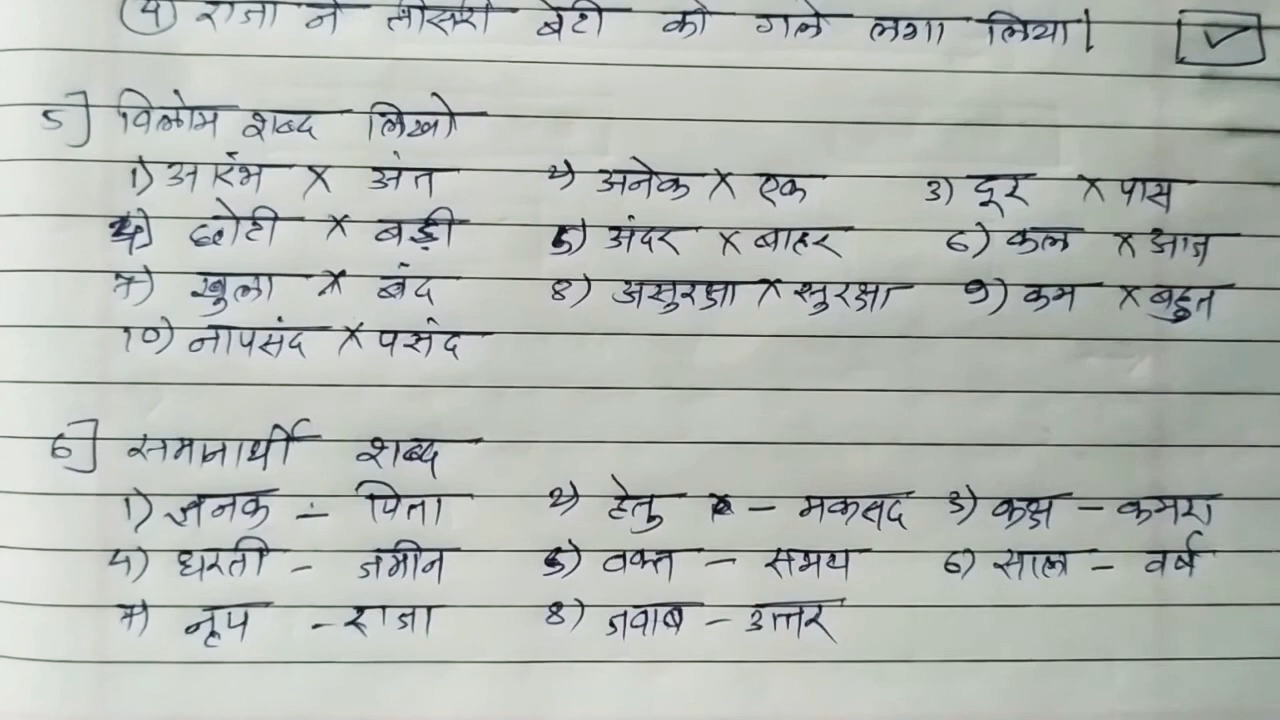 (4) राजा ने तीसरी बेटी को गले लगा लिया।
5] विलोम शब्द लिखो
1) आरंभ X अंत 2) अनेक X एक 3) दूर X पास
4) छोटी X बड़ी 5) अंदर X बाहर 6) कल X आज
7) खुला X बंद 8) असुरक्षा X सुरक्षा 9) कम X बहुत
10) नापसंद X पसंद
6] समनार्थी शब्द
1) जनक - पिता 2) हेतु - मकसद 3) कक्ष - कमरा
4) धरती - जमीन 5) वक्त - समय 6) साल - वर्ष
7) नृप - राजा 8) जवाब - उत्तर